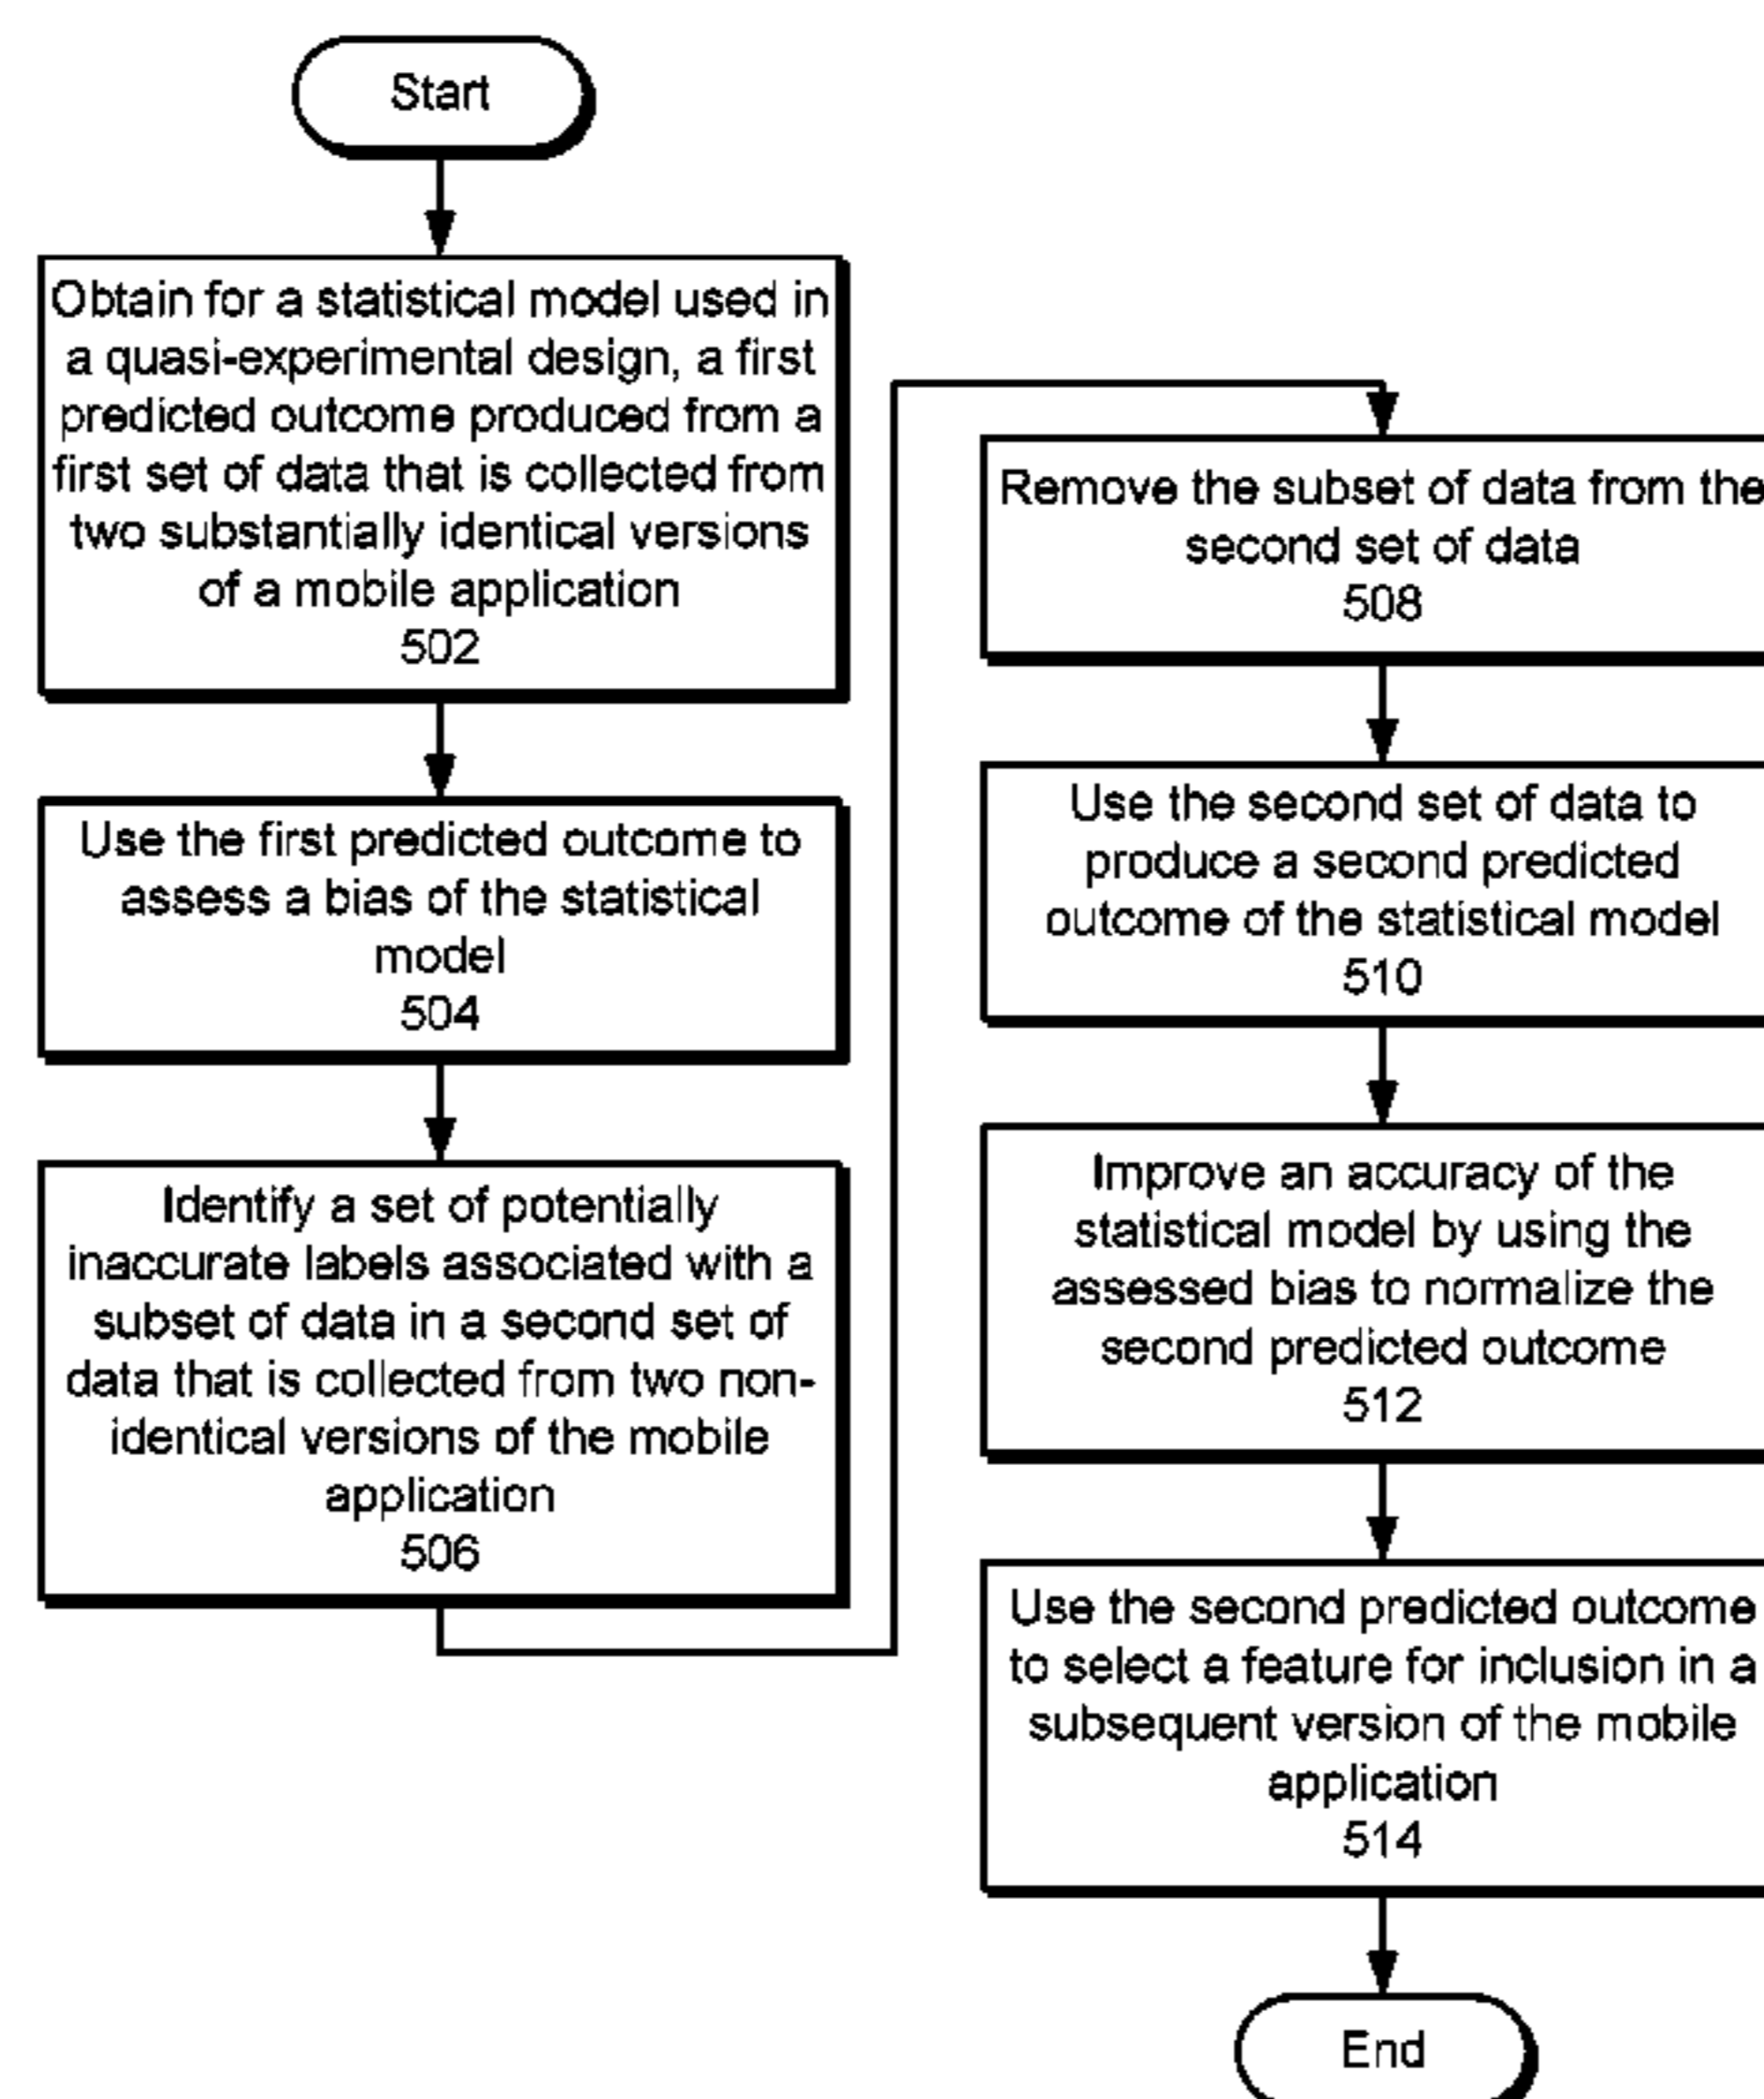 Start
Obtain for a statistical model used in
a quasi-experimental design, a first
predicted outcome produced from a
first set of data that is collected from
two substantially identical versions
of a mobile application
502
Use the first predicted outcome to
assess a bias of the statistical
model
504
Identify a set of potentially
inaccurate labels associated with a
subset of data in a second set of
data that is collected from two non-
identical versions of the mobile
application
506
Remove the subset of data from the
second set of data
508
Use the second set of data to
produce a second predicted
outcome of the statistical model
510
Improve an accuracy of the
statistical model by using the
assessed bias to normalize the
second predicted outcome
512
Use the second predicted outcome
to select a feature for inclusion in a
subsequent version of the mobile
application
514
End